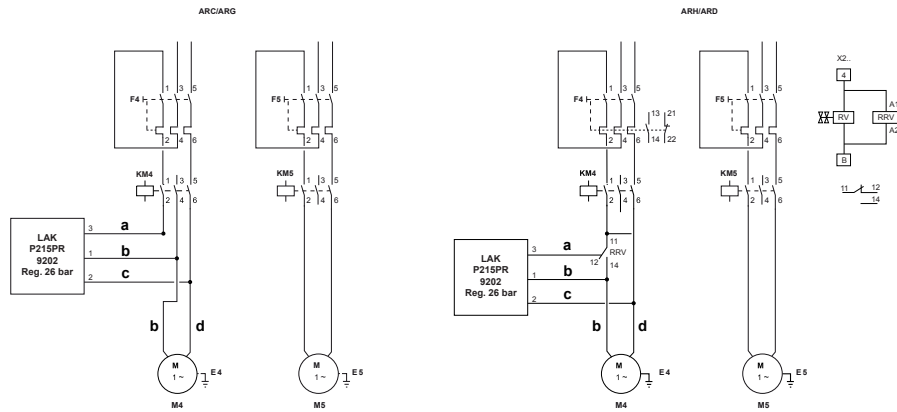 ARC/ARG
F4
1 3 5
2 4 6
KM4
1 3 5
2 4 6
LAK
P215PR
9202
Reg. 26 bar
3 a
1 b
2 c
b d
M
1 ~
E4
M4
F5
1 3 5
2 4 6
KM5
1 3 5
2 4 6
M
1 ~
E5
M5
ARH/ARD
F4
1 3 5
13 21
2 4 6
14 22
KM4
1 3 5
2 4 6
LAK
P215PR
9202
Reg. 26 bar
3 a
11
RRV
12
14
1 b
2 c
b d
M
1 ~
E4
M4
F5
1 3 5
2 4 6
KM5
1 3 5
2 4 6
M
1 ~
E5
M5
X2..
4
A1
RV
RRV
A2
B
11 12
14